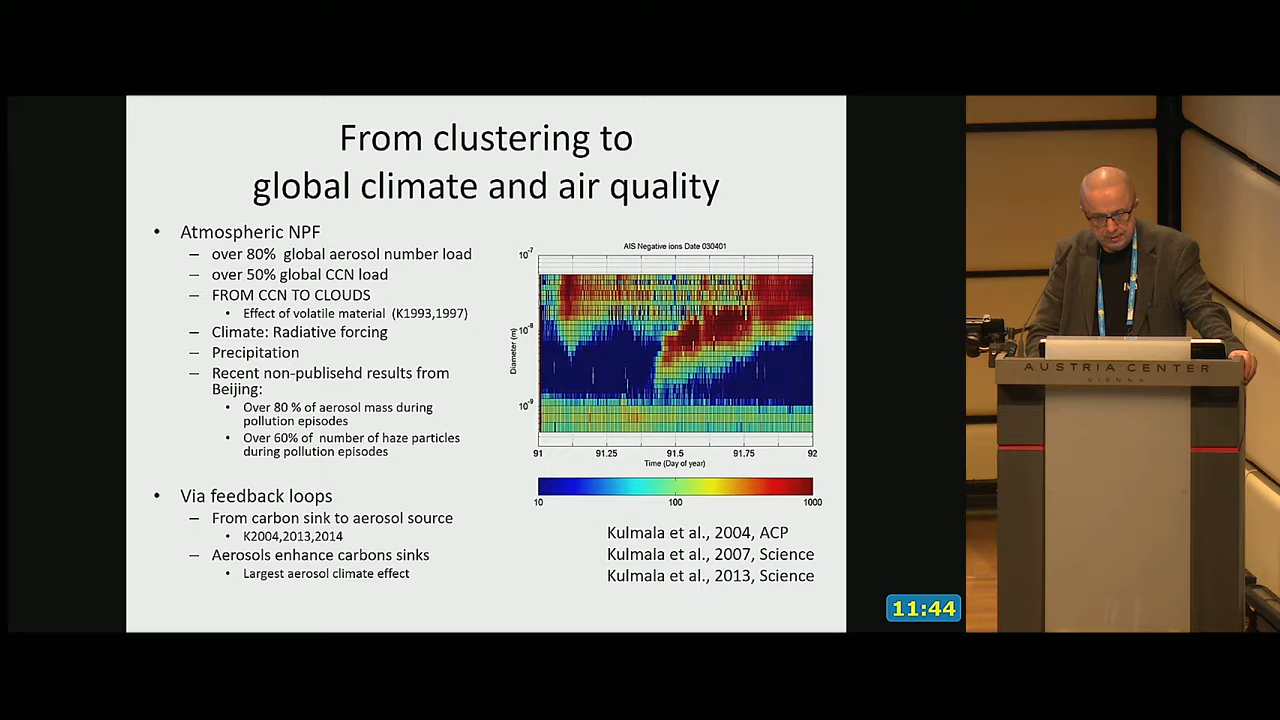 From clustering to
global climate and air quality
• Atmospheric NPF
– over 80% global aerosol number load
– over 50% global CCN load
– FROM CCN TO CLOUDS
• Effect of volatile material (K1993,1997)
– Climate: Radiative forcing
– Precipitation
– Recent non-publisehd results from
Beijing:
• Over 80 % of aerosol mass during
pollution episodes
• Over 60% of number of haze particles
during pollution episodes
• Via feedback loops
– From carbon sink to aerosol source
• K2004,2013,2014
– Aerosols enhance carbons sinks
• Largest aerosol climate effect
AIS Negative ions Date 030401
10-7
10-8
10-9
Diameter (m)
91 91.25 91.5 91.75 92
Time (Day of year)
10 100 1000
Kulmala et al., 2004, ACP
Kulmala et al., 2007, Science
Kulmala et al., 2013, Science
11:44
AUSTRIA CENTER
VIENNA